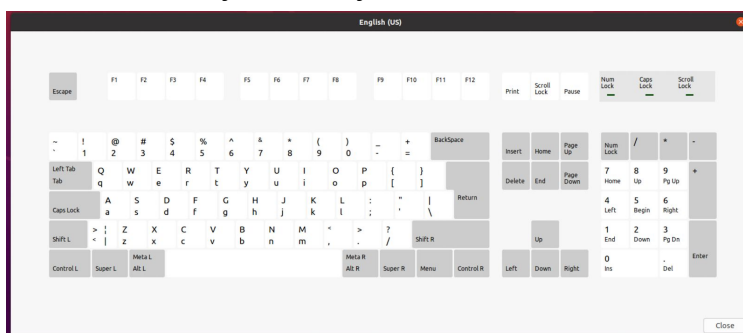 English (US)
Escape F1 F2 F3 F4 F5 F6 F7 F8 F9 F10 F11 F12 Print Scroll Lock Pause Num Lock Caps Lock Scroll Lock
~ ! @ # $ % ^ & * ( ) _ + BackSpace
` 1 2 3 4 5 6 7 8 9 0 - =
Insert Home Page Up Num Lock / * -
Left Tab Q W E R T Y U I O P { }
Tab q w e r t y u i o p [ ]
Delete End Page Down 7 Home 8 Up 9 Pg Up +
Caps Lock A S D F G H J K L : " | Return
a s d f g h j k l ; ' \
4 Left 5 Begin 6 Right
Shift L > ¦ Z X C V B N M < > ? Shift R
< | z x c v b n m , . /
Up 1 End 2 Down 3 Pg Dn Enter
Control L Super L Meta L Alt L Meta R Alt R Super R Menu Control R Left Down Right 0 Ins . Del
Close